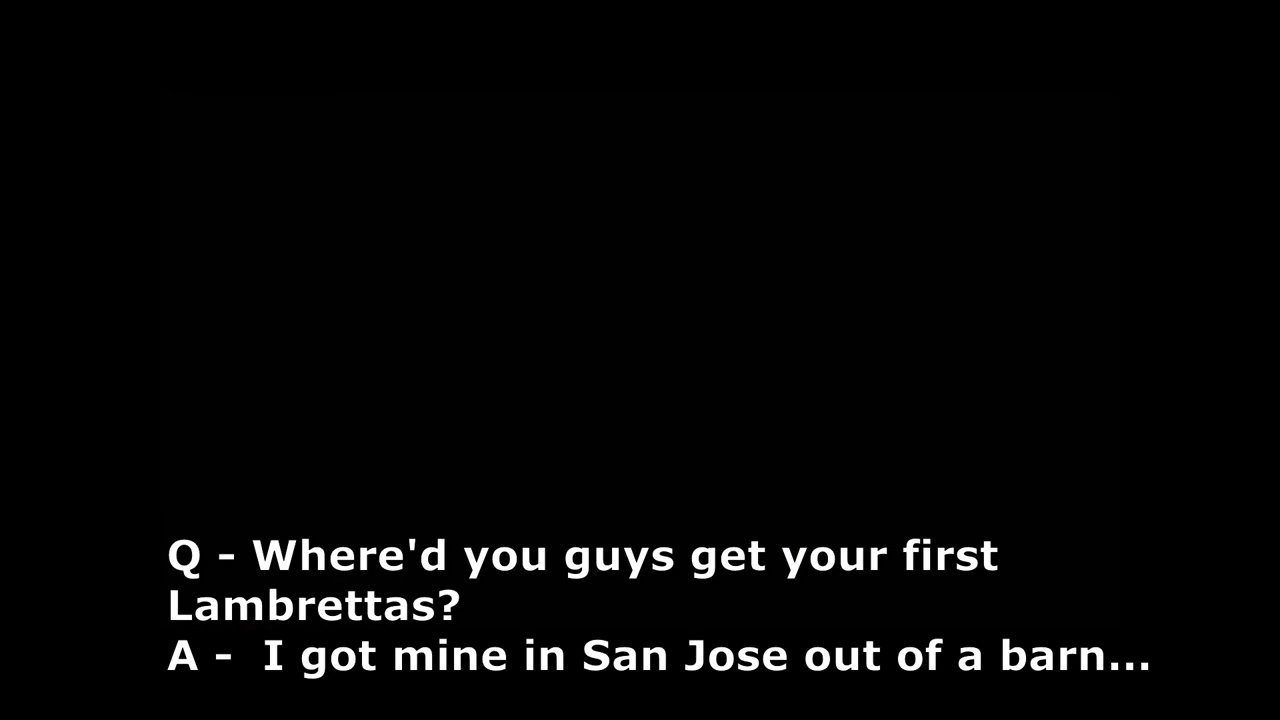 Q - Where'd you guys get your first
Lambrettas?
A -  I got mine in San Jose out of a barn...